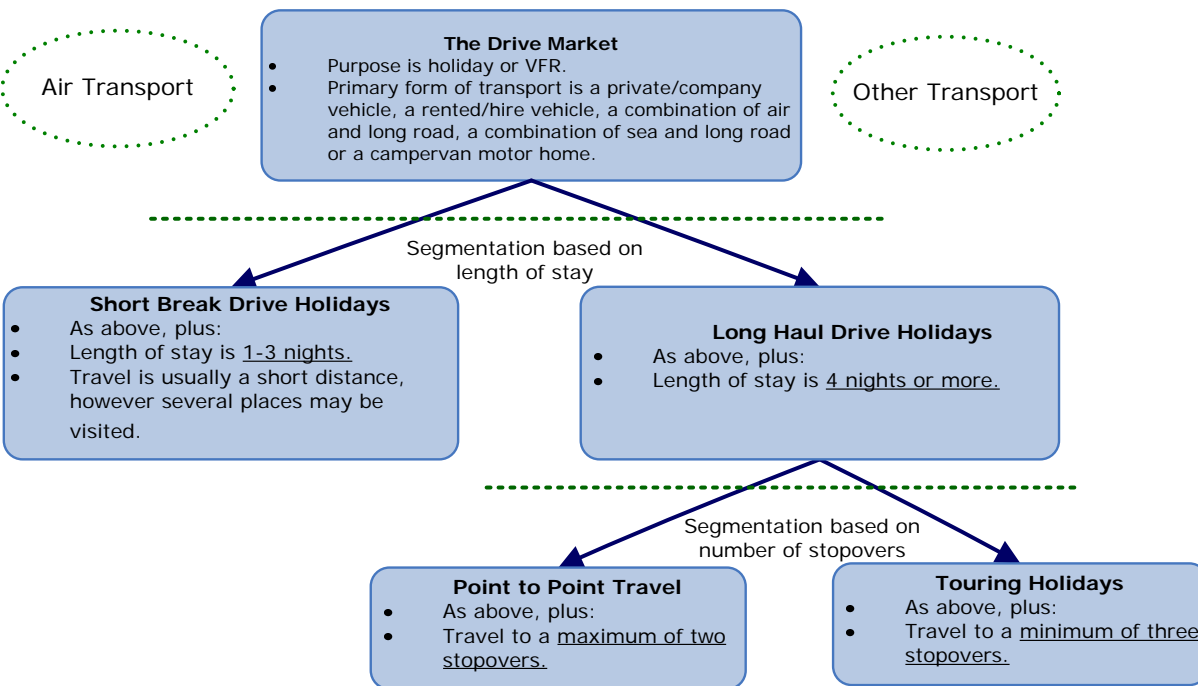 Air Transport
The Drive Market
• Purpose is holiday or VFR.
• Primary form of transport is a private/company
vehicle, a rented/hire vehicle, a combination of air
and long road, a combination of sea and long road
or a campervan motor home.
Other Transport
Segmentation based on
length of stay
Short Break Drive Holidays
• As above, plus:
• Length of stay is 1-3 nights.
• Travel is usually a short distance,
however several places may be
visited.
Long Haul Drive Holidays
• As above, plus:
• Length of stay is 4 nights or more.
Segmentation based on
number of stopovers
Point to Point Travel
• As above, plus:
• Travel to a maximum of two
stopovers.
Touring Holidays
• As above, plus:
• Travel to a minimum of three
stopovers.